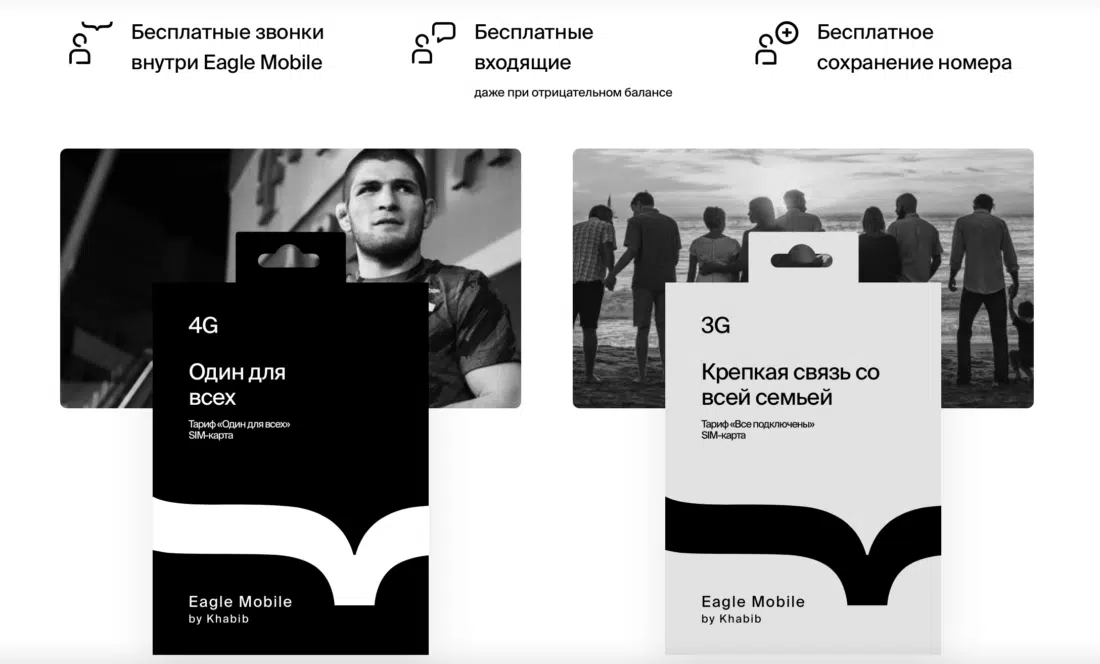 Бесплатные звонки
внутри Eagle Mobile
Бесплатные
входящие
даже при отрицательном балансе
Бесплатное
сохранение номера
4G
Один для
всех
Тариф «Один для всех»
SIM-карта
Eagle Mobile
by Khabib
3G
Крепкая связь со
всей семьей
Тариф «Все подключены»
SIM-карта
Eagle Mobile
by Khabib